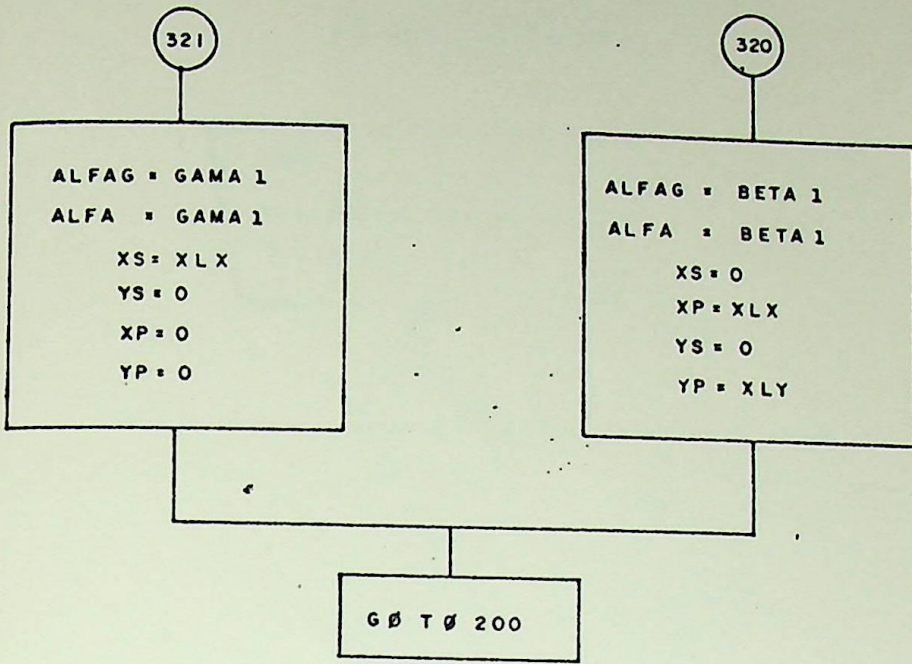 321
ALFAG = GAMA 1
ALFA = GAMA 1
XS = XLX
YS = 0
XP = 0
YP = 0
320
ALFAG = BETA 1
ALFA = BETA 1
XS = 0
XP = XLX
YS = 0
YP = XLY
GØ TØ 200